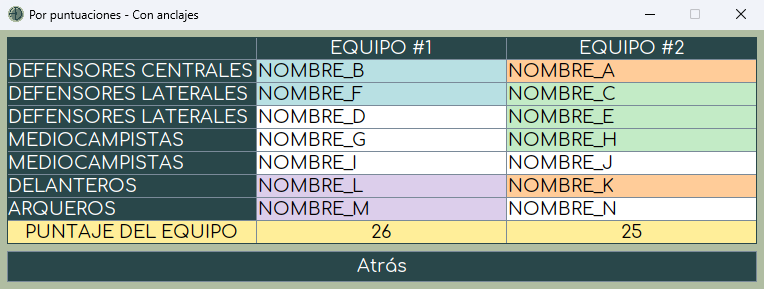 Por puntuaciones - Con anclajes
EQUIPO #1 EQUIPO #2
DEFENSORES CENTRALES NOMBRE_B NOMBRE_A
DEFENSORES LATERALES NOMBRE_F NOMBRE_C
DEFENSORES LATERALES NOMBRE_D NOMBRE_E
MEDIOCAMPISTAS NOMBRE_G NOMBRE_H
MEDIOCAMPISTAS NOMBRE_I NOMBRE_J
DELANTEROS NOMBRE_L NOMBRE_K
ARQUEROS NOMBRE_M NOMBRE_N
PUNTAJE DEL EQUIPO 26 25
Atrás